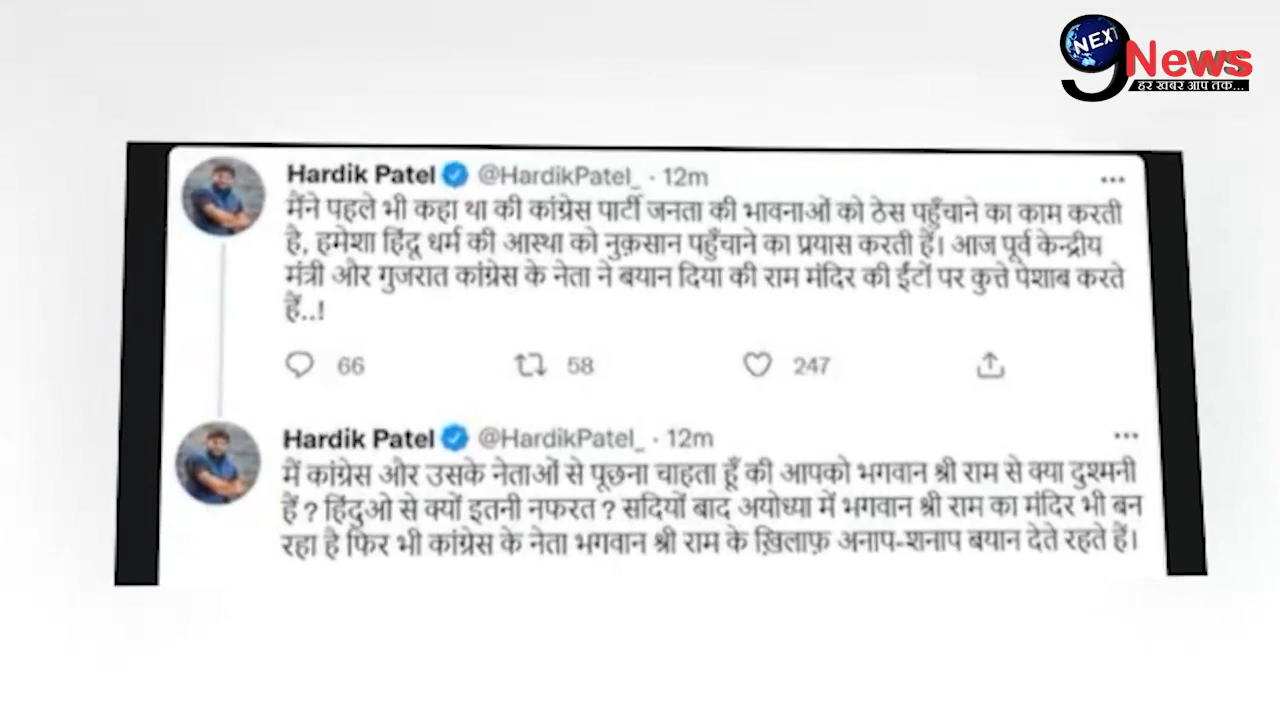 NEXT
9 News
हर खबर आप तक...
Hardik Patel @HardikPatel_ · 12m
मैंने पहले भी कहा था की कांग्रेस पार्टी जनता की भावनाओं को ठेस पहुँचाने का काम करती
है, हमेशा हिंदू धर्म की आस्था को नुक़सान पहुँचाने का प्रयास करती हैं। आज पूर्व केन्द्रीय
मंत्री और गुजरात कांग्रेस के नेता ने बयान दिया की राम मंदिर की ईंटों पर कुत्ते पेशाब करते
हैं..!
66 58 247
Hardik Patel @HardikPatel_ · 12m
में कांग्रेस और उसके नेताओं से पूछना चाहता हूँ की आपको भगवान श्री राम से क्या दुश्मनी
हैं ? हिंदुओ से क्यों इतनी नफरत ? सदियों बाद अयोध्या में भगवान श्री राम का मंदिर भी बन
रहा है फिर भी कांग्रेस के नेता भगवान श्री राम के ख़िलाफ़ अनाप-शनाप बयान देते रहते हैं।